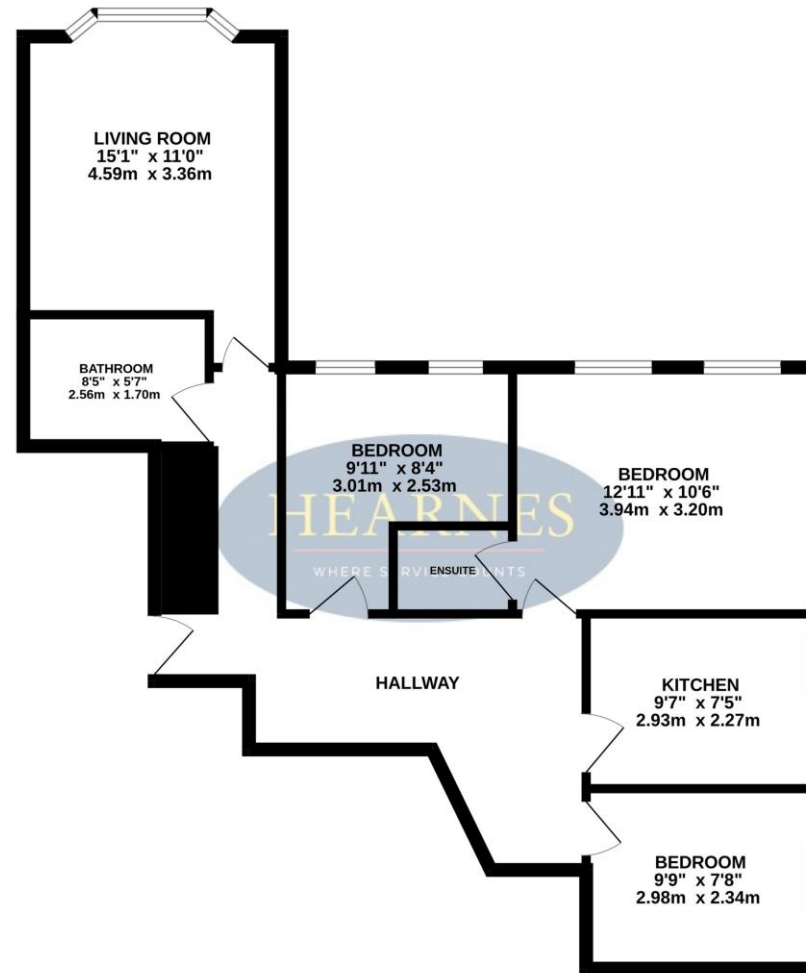 LIVING ROOM
15'1" x 11'0"
4.59m x 3.36m
BATHROOM
8'5" x 5'7"
2.56m x 1.70m
BEDROOM
9'11" x 8'4"
3.01m x 2.53m
BEDROOM
12'11" x 10'6"
3.94m x 3.20m
HEARNES
WHERE SERVICE COUNTS
ENSUITE
HALLWAY
KITCHEN
9'7" x 7'5"
2.93m x 2.27m
BEDROOM
9'9" x 7'8"
2.98m x 2.34m